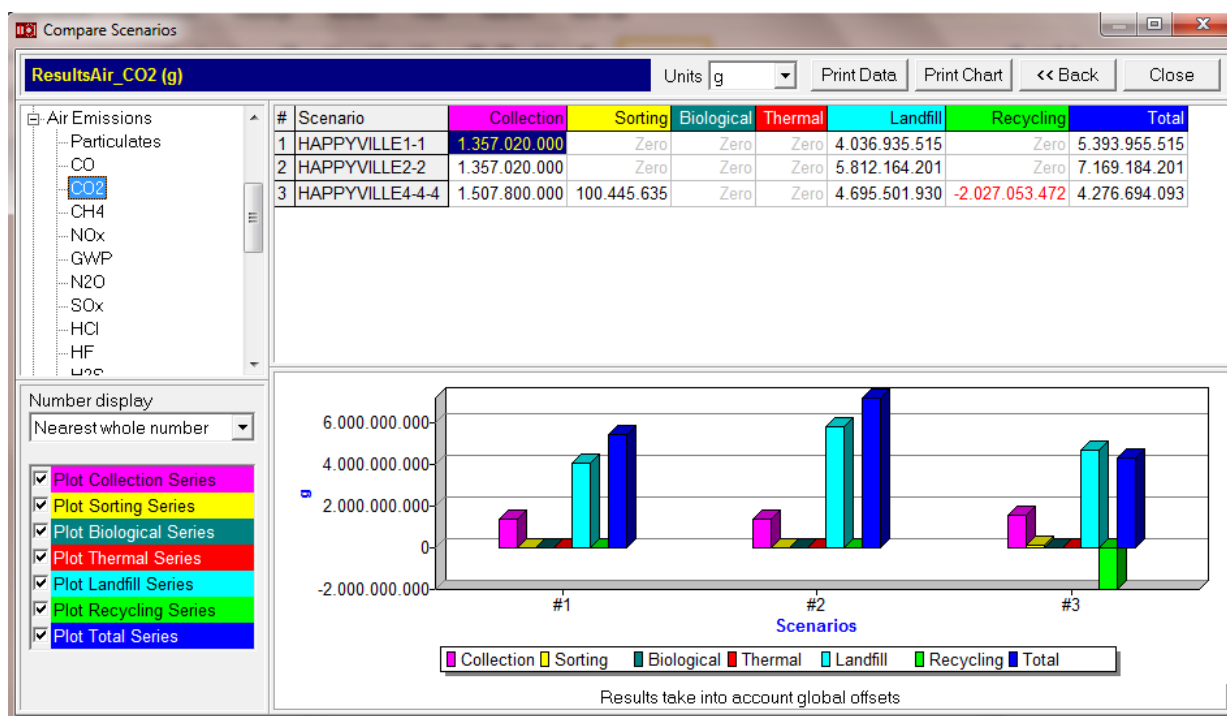 Compare Scenarios
ResultsAir_CO2 (g)
Units g Print Data Print Chart << Back Close
Air Emissions
Particulates
CO
CO2
CH4
NOx
GWP
N2O
SOx
HCl
HF
H2S
# Scenario Collection Sorting Biological Thermal Landfill Recycling Total
1 HAPPYVILLE1-1 1.357.020.000 Zero Zero Zero 4.036.935.515 Zero 5.393.955.515
2 HAPPYVILLE2-2 1.357.020.000 Zero Zero Zero 5.812.164.201 Zero 7.169.184.201
3 HAPPYVILLE4-4-4 1.507.800.000 100.445.635 Zero Zero 4.695.501.930 -2.027.053.472 4.276.694.093
Number display
Nearest whole number
Plot Collection Series
Plot Sorting Series
Plot Biological Series
Plot Thermal Series
Plot Landfill Series
Plot Recycling Series
Plot Total Series
6.000.000.000
4.000.000.000
g
2.000.000.000
0
-2.000.000.000
#1 #2 #3
Scenarios
Collection Sorting Biological Thermal Landfill Recycling Total
Results take into account global offsets